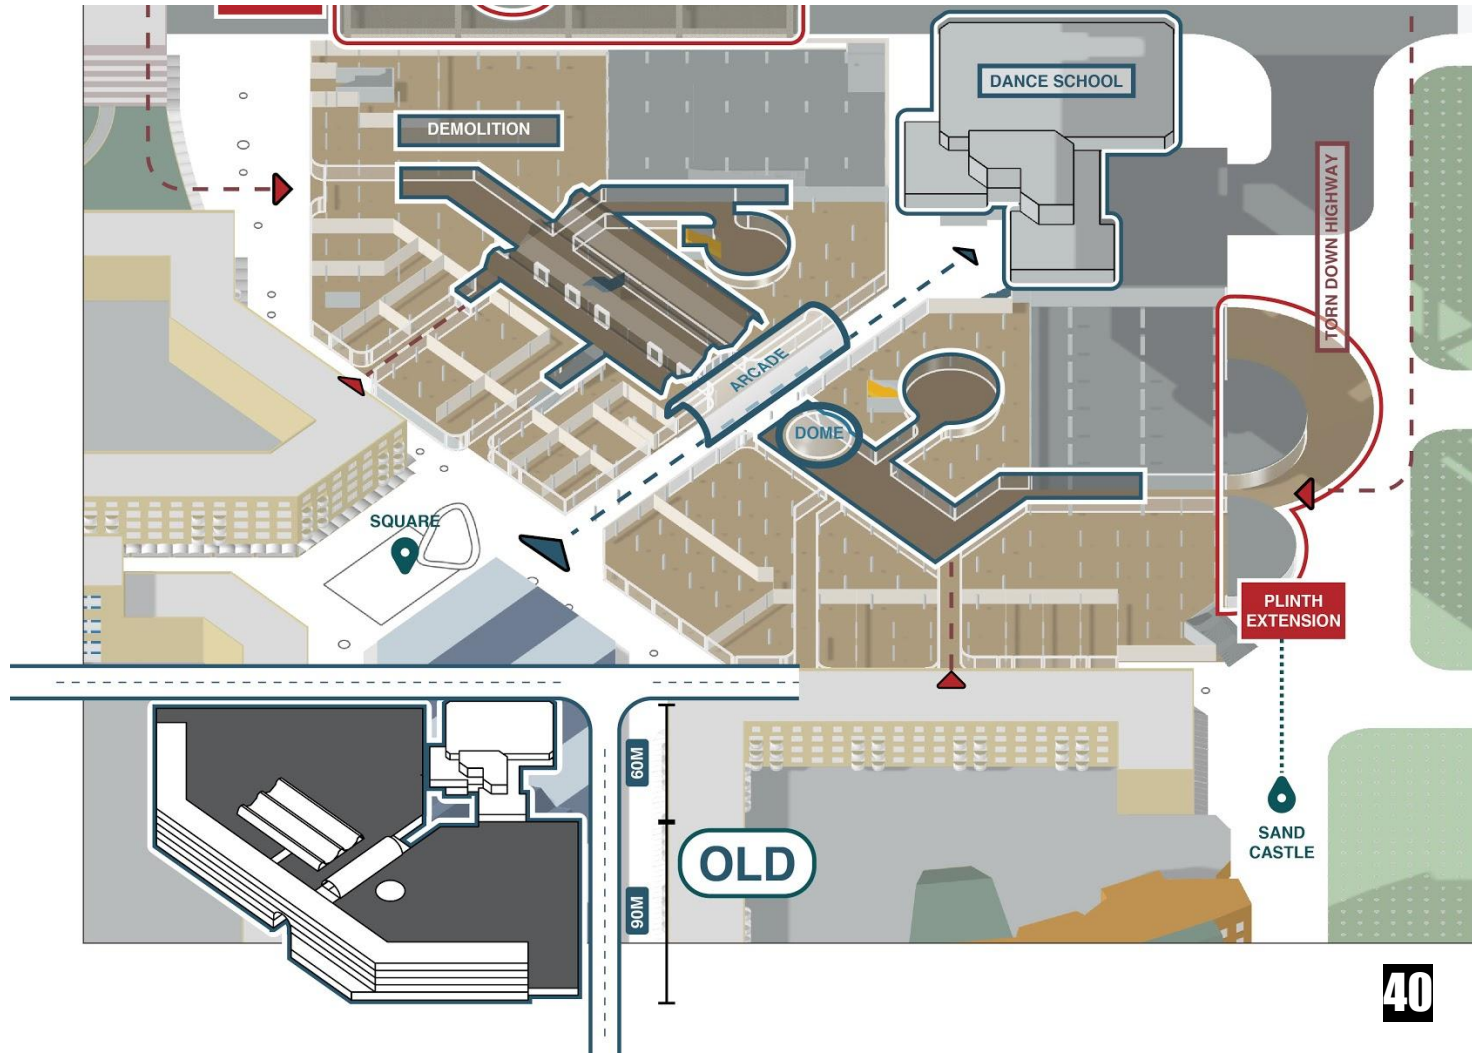 DANCE SCHOOL
DEMOLITION
TORN DOWN HIGHWAY
ARCADE
DOME
SQUARE
PLINTH
EXTENSION
60M
OLD
90M
SAND
CASTLE
40